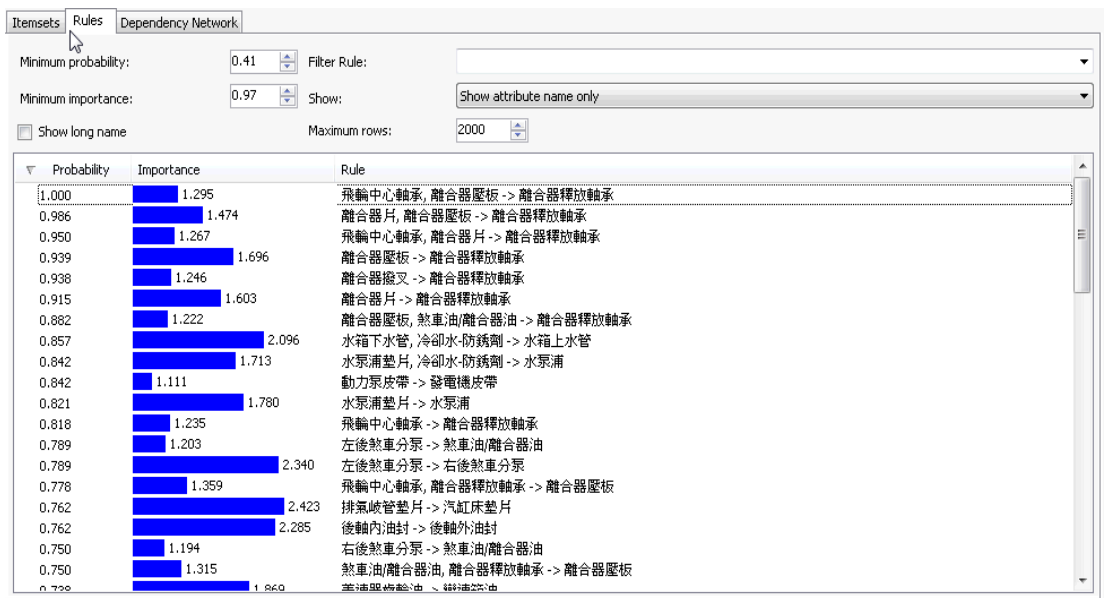 Itemsets Rules Dependency Network
Minimum probability: 0.41 Filter Rule:
Minimum importance: 0.97 Show: Show attribute name only
Show long name Maximum rows: 2000
Probability Importance Rule
1.000 1.295 飛輪中心軸承, 離合器壓板 -> 離合器釋放軸承
0.986 1.474 離合器片, 離合器壓板 -> 離合器釋放軸承
0.950 1.267 飛輪中心軸承, 離合器片 -> 離合器釋放軸承
0.939 1.696 離合器壓板 -> 離合器釋放軸承
0.938 1.246 離合器撥叉 -> 離合器釋放軸承
0.915 1.603 離合器片 -> 離合器釋放軸承
0.882 1.222 離合器壓板, 煞車油/離合器油 -> 離合器釋放軸承
0.857 2.096 水箱下水管, 冷卻水-防銹劑 -> 水箱上水管
0.842 1.713 水泵浦墊片, 冷卻水-防銹劑 -> 水泵浦
0.842 1.111 動力泵皮帶 -> 發電機皮帶
0.821 1.780 水泵浦墊片 -> 水泵浦
0.818 1.235 飛輪中心軸承 -> 離合器釋放軸承
0.789 1.203 左後煞車分泵 -> 煞車油/離合器油
0.789 2.340 左後煞車分泵 -> 右後煞車分泵
0.778 1.359 飛輪中心軸承, 離合器釋放軸承 -> 離合器壓板
0.762 2.423 排氣岐管墊片 -> 汽缸床墊片
0.762 2.285 後軸內油封 -> 後軸外油封
0.750 1.194 右後煞車分泵 -> 煞車油/離合器油
0.750 1.315 煞車油/離合器油, 離合器釋放軸承 -> 離合器壓板
0.738 1.869